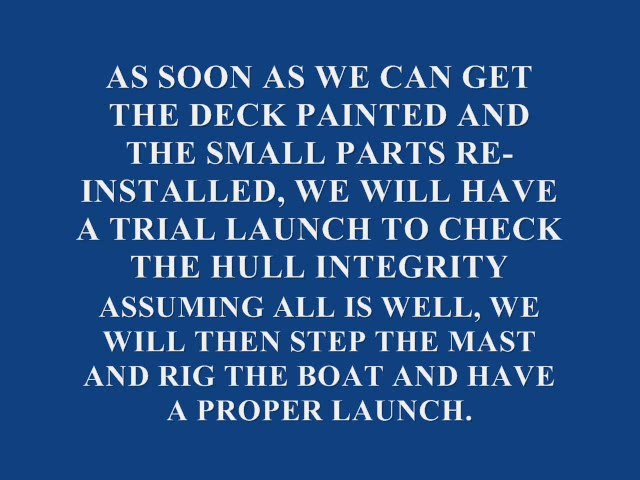 AS SOON AS WE CAN GET
THE DECK PAINTED AND
THE SMALL PARTS RE-
INSTALLED, WE WILL HAVE
A TRIAL LAUNCH TO CHECK
THE HULL INTEGRITY
ASSUMING ALL IS WELL, WE
WILL THEN STEP THE MAST
AND RIG THE BOAT AND HAVE
A PROPER LAUNCH.